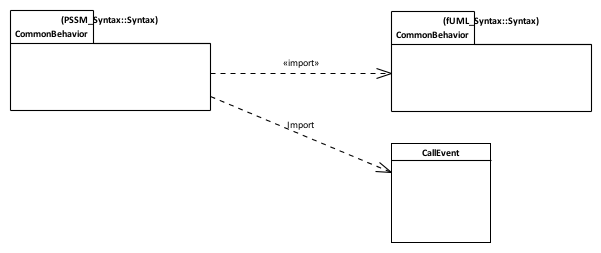 (PSSM_Syntax::Syntax)
CommonBehavior
(fUML_Syntax::Syntax)
CommonBehavior
«import»
Import
CallEvent